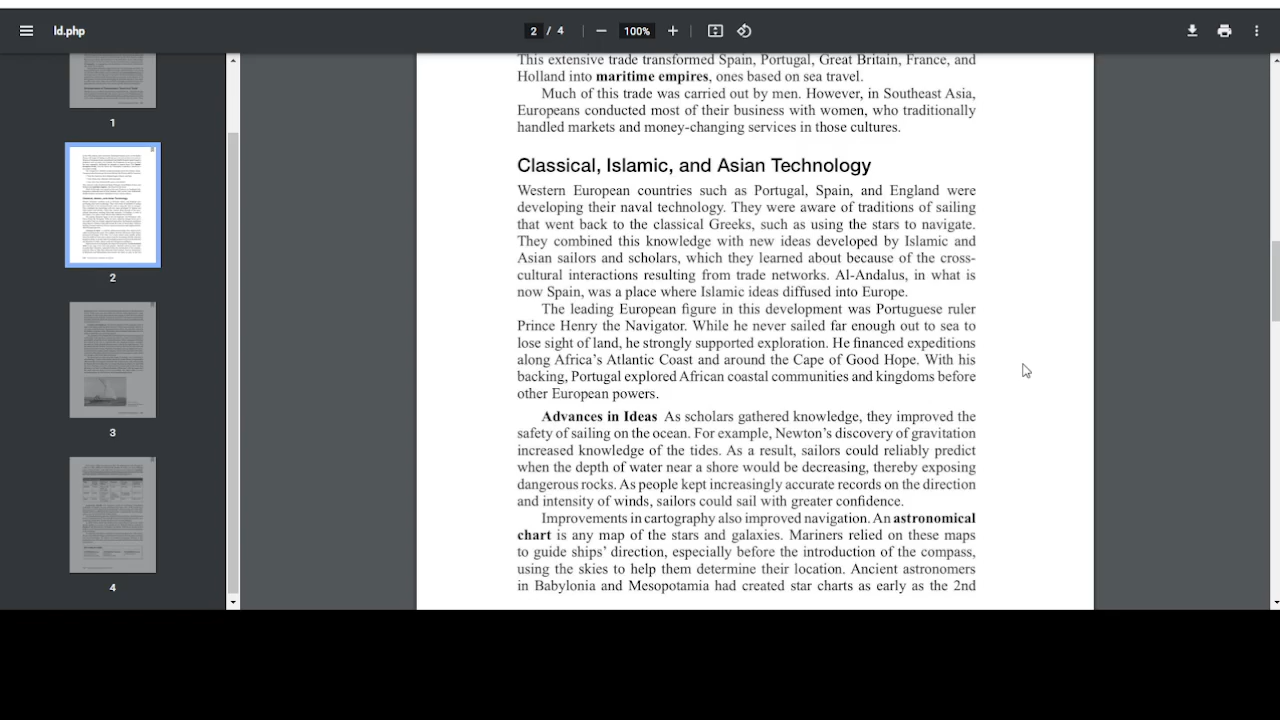 ld.php
2 / 4
100%
This extensive trade transformed Spain, Portugal, Great Britain, France, and
Holland into maritime empires, ones based on sea travel.
Much of this trade was carried out by men. However, in Southeast Asia,
Europeans conducted most of their business with women, who traditionally
handled markets and money-changing services in those cultures.
Classical, Islamic, and Asian Technology
Western European countries such as Portugal, Spain, and England were
in their naval technology. They were aware of traditions of sailing
that went back to the classical Greeks, such as using the stars to navigate.
They combined this knowledge with new ideas developed by Islamic and
Asian sailors and scholars, which they learned about because of the cross-
cultural interactions resulting from trade networks. Al-Andalus, in what is
now Spain, was a place where Islamic ideas diffused into Europe.
The leading European figure in this development was Portuguese ruler
Prince Henry the Navigator. While he never sailed far enough out to sea to
lose sight of land, he strongly supported exploration. He financed expeditions
along Africa's Atlantic Coast and around the Cape of Good Hope. With his
backing, Portugal explored African coastal communities and kingdoms before
other European powers.
Advances in Ideas As scholars gathered knowledge, they improved the
safety of sailing on the ocean. For example, Newton's discovery of gravitation
increased knowledge of the tides. As a result, sailors could reliably predict
when the depth of water near a shore would be decreasing, thereby exposing
dangerous rocks. As people kept increasingly accurate records on the direction
and intensity of winds, sailors could sail with greater confidence.
Improvements in cartography also improved navigation. An astronomical
chart is any map of the stars and galaxies. Mariners relied on these maps
to guide ships' direction, especially before the introduction of the compass,
using the skies to help them determine their location. Ancient astronomers
in Babylonia and Mesopotamia had created star charts as early as the 2nd
1
2
3
4